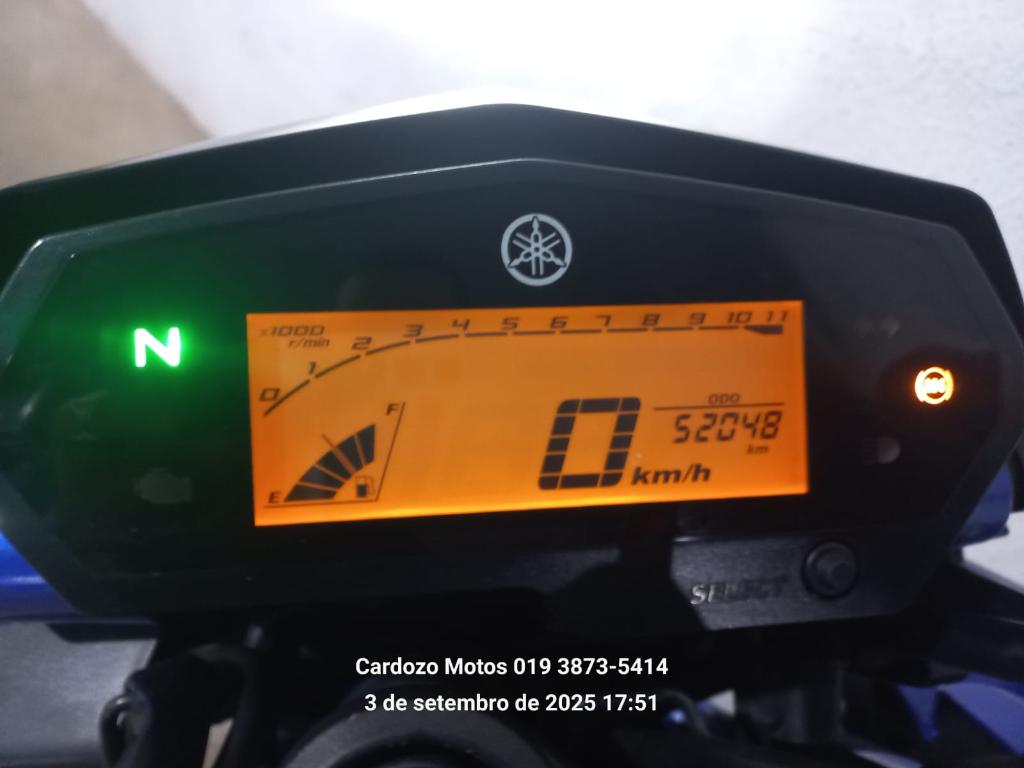 N
x1000
r/min
0 1 2 3 4 5 6 7 8 9 10 11
F
E
ODO
52048
km
0 km/h
SELECT
Cardozo Motos 019 3873-5414
3 de setembro de 2025 17:51